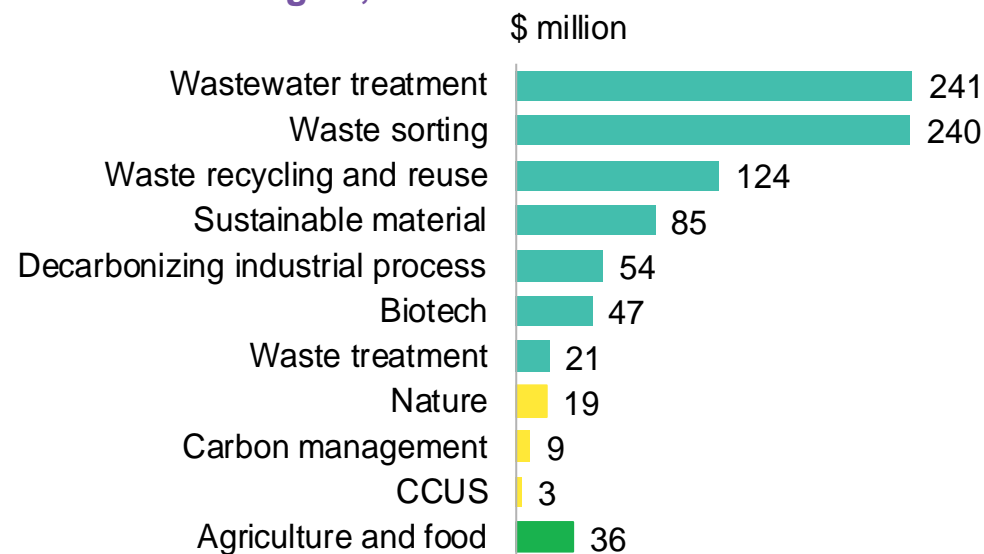 $ million
Wastewater treatment 241
Waste sorting 240
Waste recycling and reuse 124
Sustainable material 85
Decarbonizing industrial process 54
Biotech 47
Waste treatment 21
Nature 19
Carbon management 9
CCUS 3
Agriculture and food 36